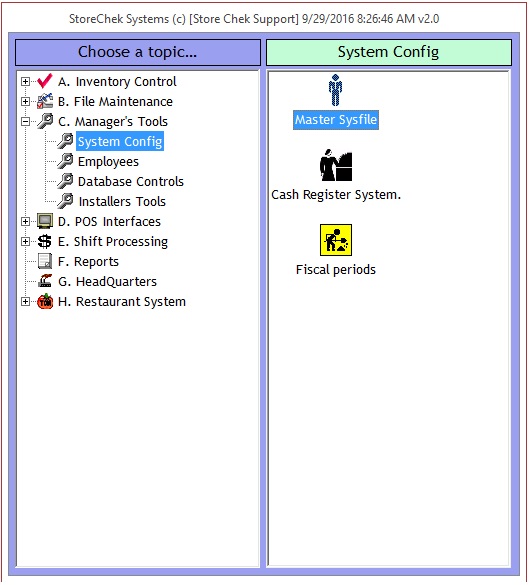 StoreChek Systems (c) [Store Chek Support] 9/29/2016 8:26:46 AM v2.0
Choose a topic...
A. Inventory Control
B. File Maintenance
C. Manager's Tools
System Config
Employees
Database Controls
Installers Tools
D. POS Interfaces
E. Shift Processing
F. Reports
G. HeadQuarters
H. Restaurant System
System Config
Master Sysfile
Cash Register System.
Fiscal periods